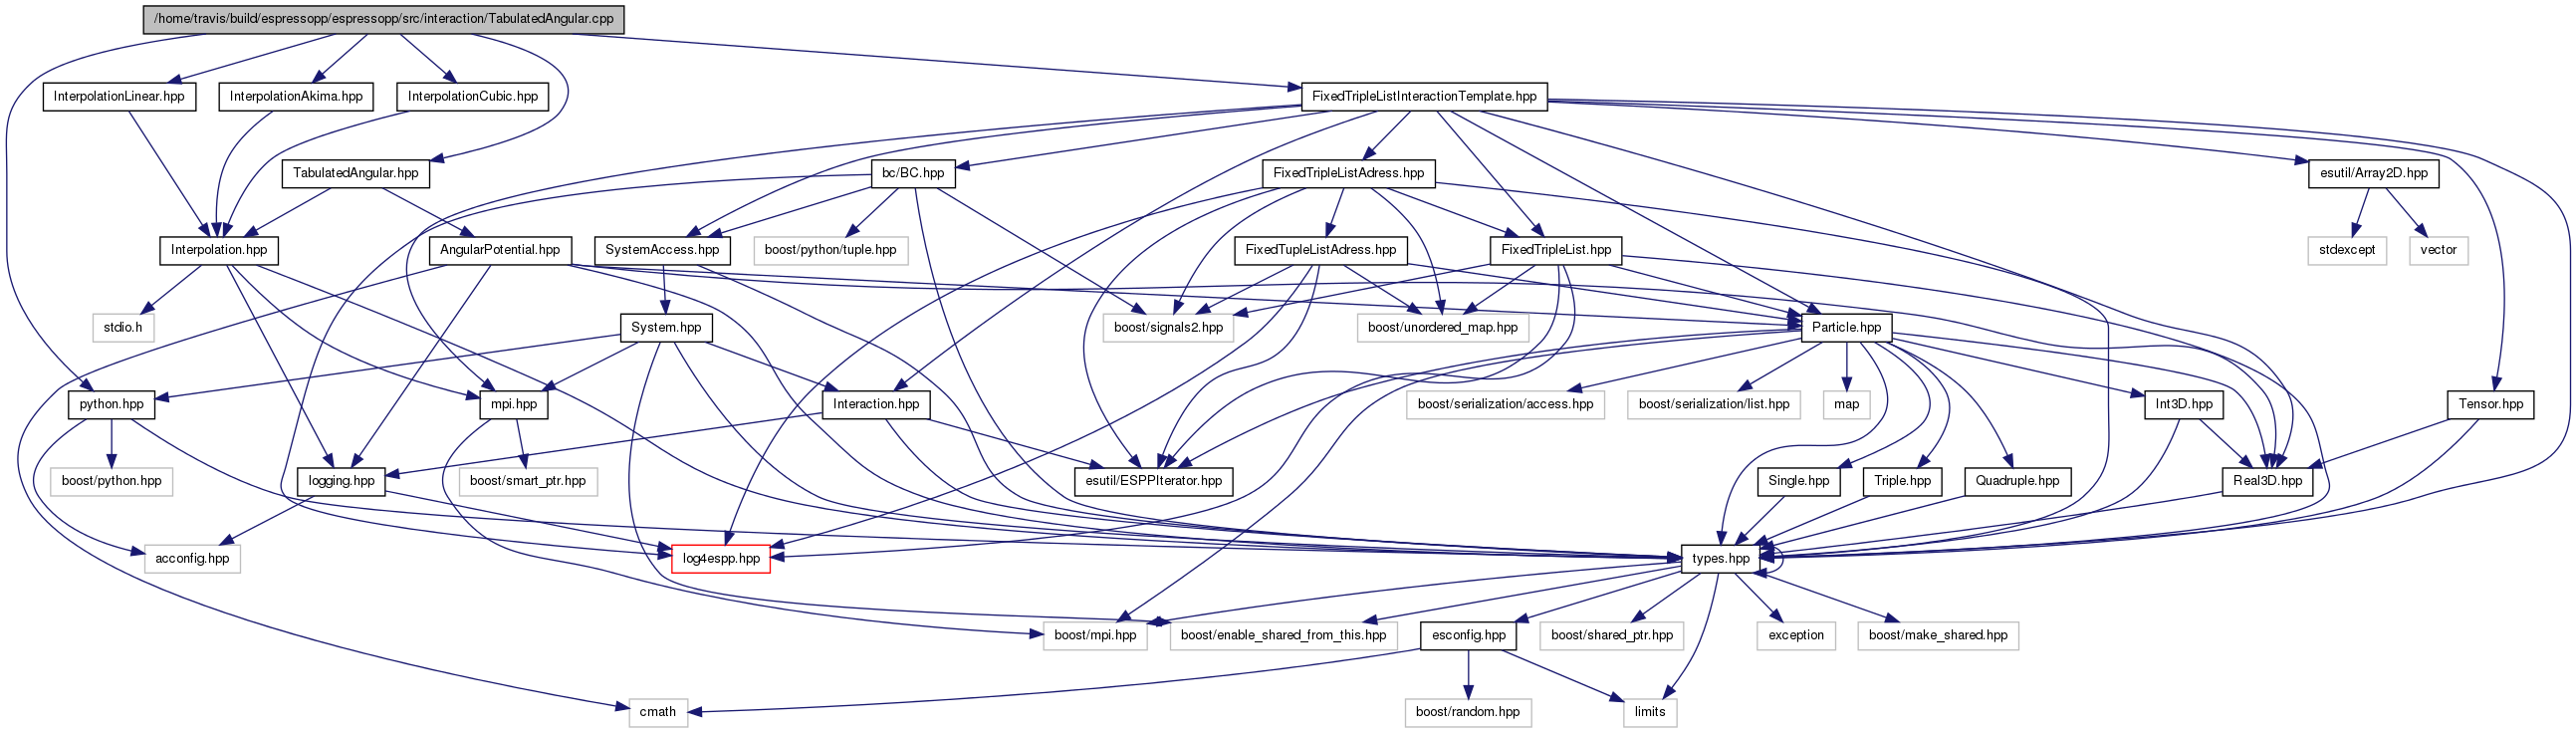 /home/travis/build/espressopp/espressopp/src/interaction/TabulatedAngular.cpp
InterpolationLinear.hpp
InterpolationAkima.hpp
InterpolationCubic.hpp
FixedTripleListInteractionTemplate.hpp
TabulatedAngular.hpp
bc/BC.hpp
FixedTripleListAdress.hpp
esutil/Array2D.hpp
Interpolation.hpp
AngularPotential.hpp
SystemAccess.hpp
boost/python/tuple.hpp
FixedTupleListAdress.hpp
FixedTripleList.hpp
stdexcept
vector
stdio.h
System.hpp
boost/signals2.hpp
boost/unordered_map.hpp
Particle.hpp
python.hpp
mpi.hpp
Interaction.hpp
boost/serialization/access.hpp
boost/serialization/list.hpp
map
Int3D.hpp
Tensor.hpp
boost/python.hpp
logging.hpp
boost/smart_ptr.hpp
esutil/ESPPIterator.hpp
Single.hpp
Triple.hpp
Quadruple.hpp
Real3D.hpp
acconfig.hpp
log4espp.hpp
types.hpp
boost/mpi.hpp
boost/enable_shared_from_this.hpp
esconfig.hpp
boost/shared_ptr.hpp
exception
boost/make_shared.hpp
cmath
boost/random.hpp
limits